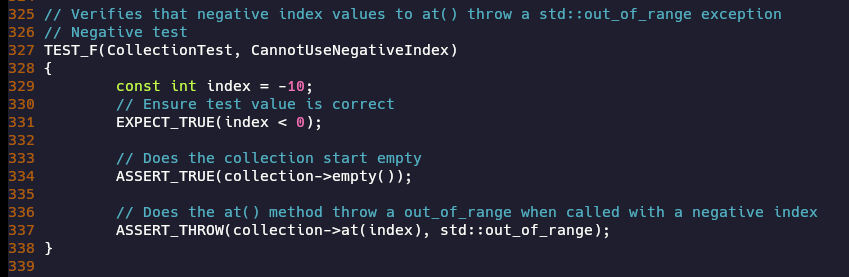 325 // Verifies that negative index values to at() throw a std::out_of_range exception
326 // Negative test
327 TEST_F(CollectionTest, CannotUseNegativeIndex)
328 {
329         const int index = -10;
330         // Ensure test value is correct
331         EXPECT_TRUE(index < 0);
332
333         // Does the collection start empty
334         ASSERT_TRUE(collection->empty());
335
336         // Does the at() method throw a out_of_range when called with a negative index
337         ASSERT_THROW(collection->at(index), std::out_of_range);
338 }
339